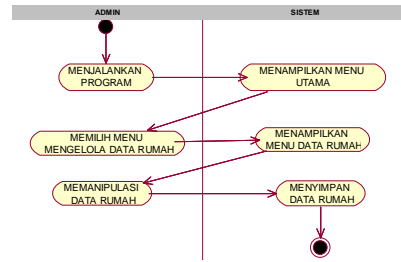 ADMIN
SISTEM
MENJALANKAN
PROGRAM
MENAMPILKAN MENU
UTAMA
MEMILIH MENU
MENGELOLA DATA RUMAH
MENAMPILKAN
MENU DATA RUMAH
MEMANIPULASI
DATA RUMAH
MENYIMPAN
DATA RUMAH